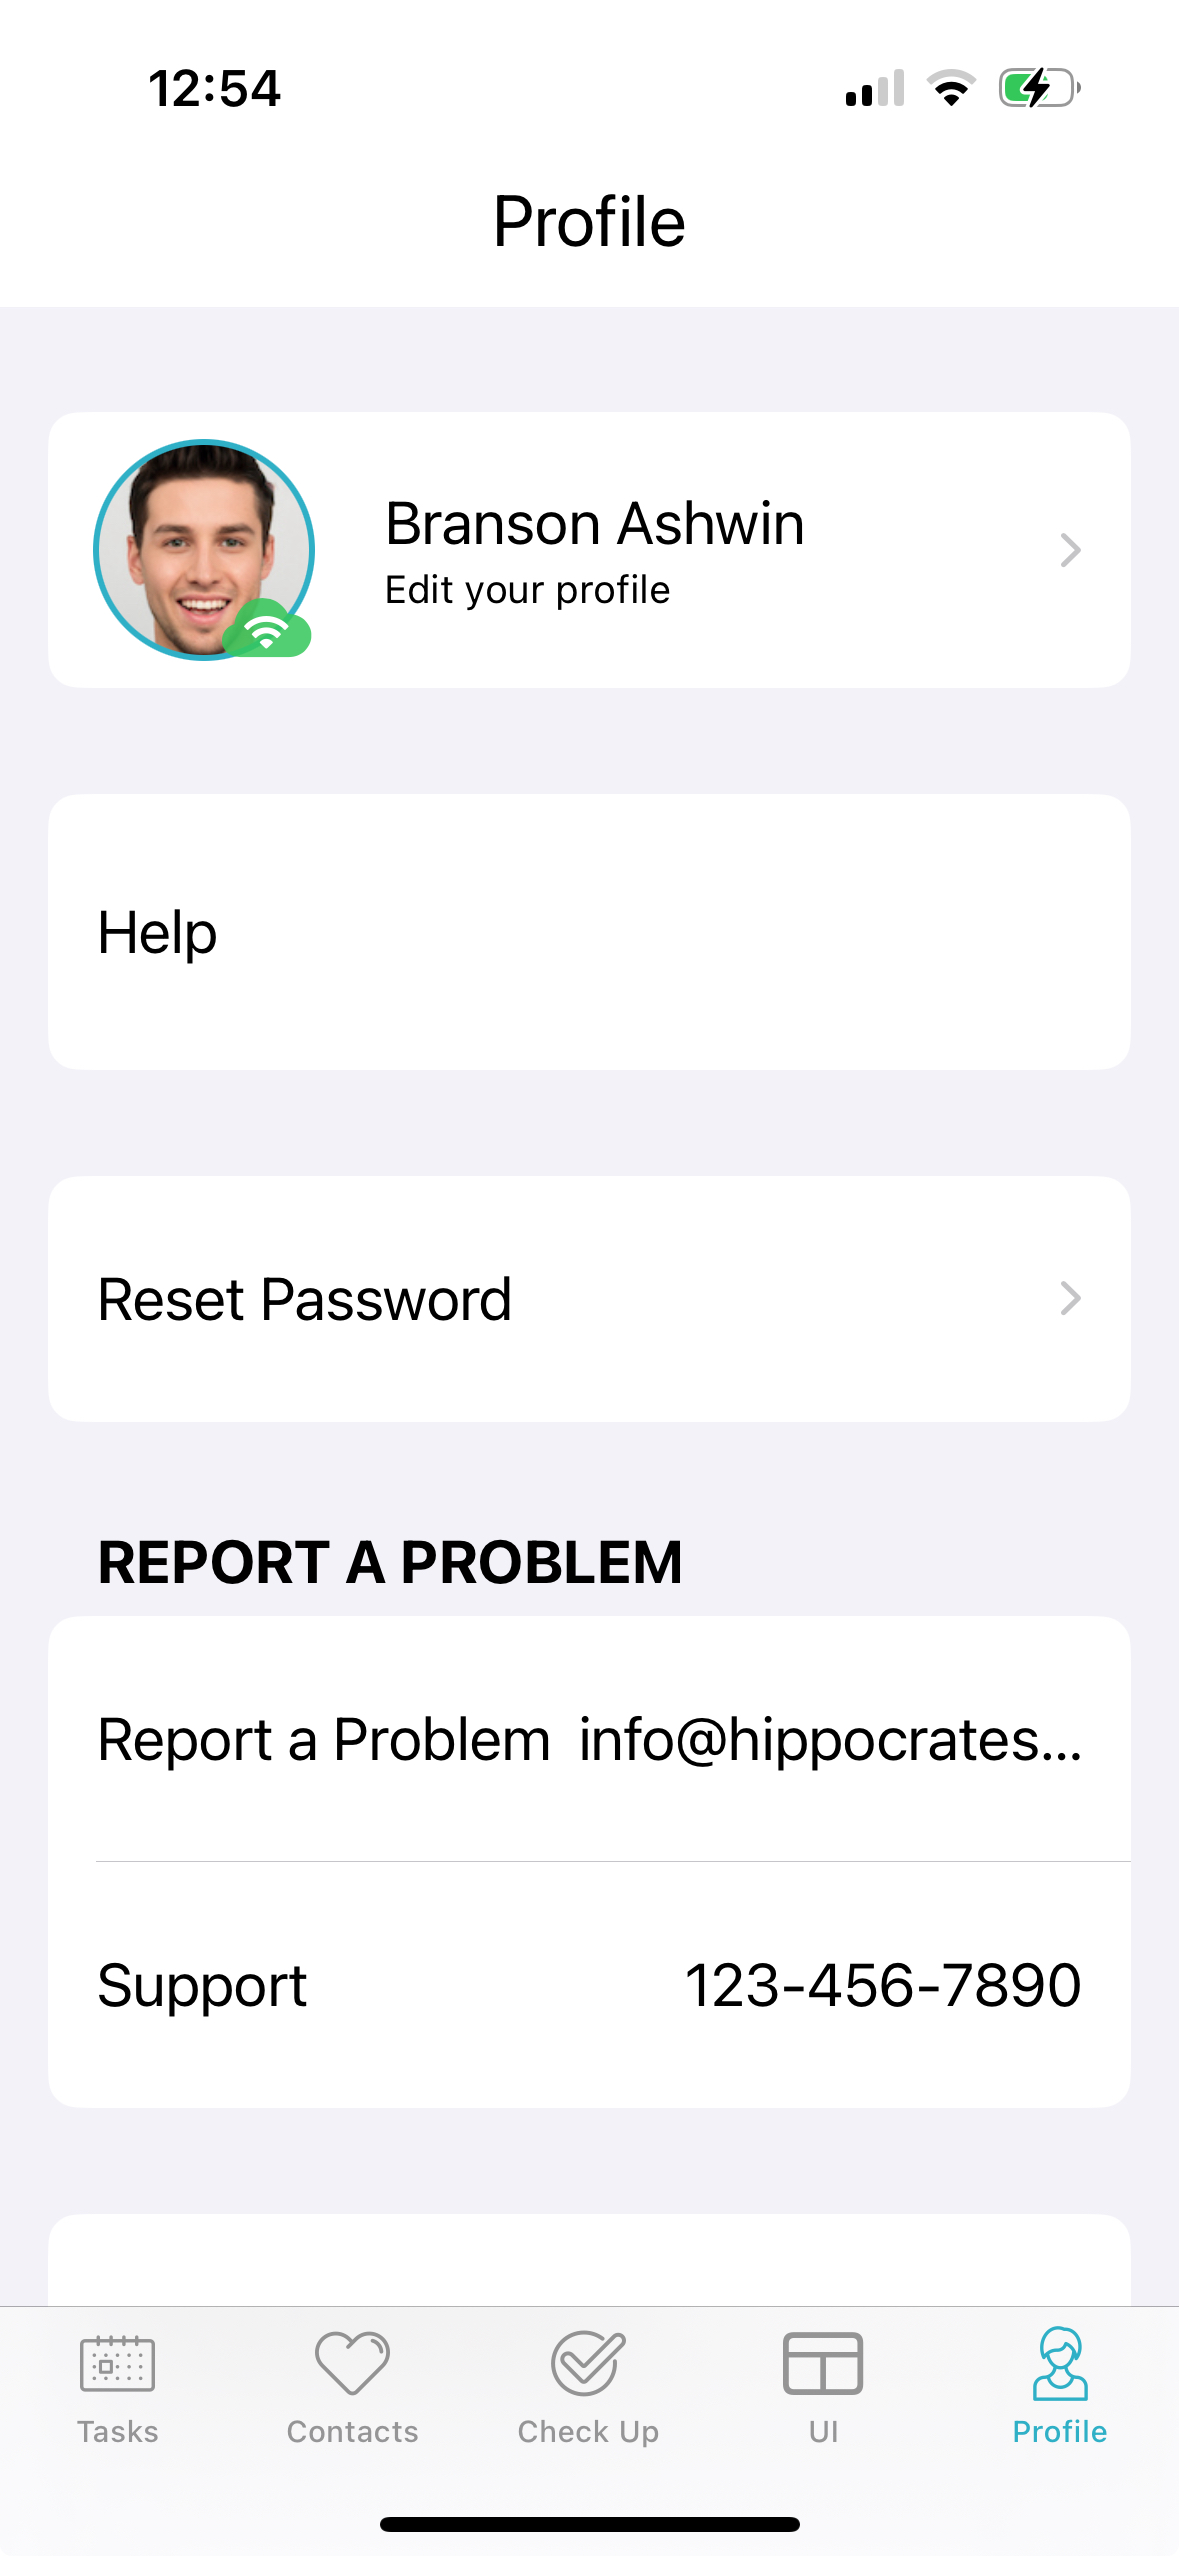 12:54
Profile
Branson Ashwin
Edit your profile
Help
Reset Password
REPORT A PROBLEM
Report a Problem info@hippocrates...
Support 123-456-7890
Tasks Contacts Check Up UI Profile